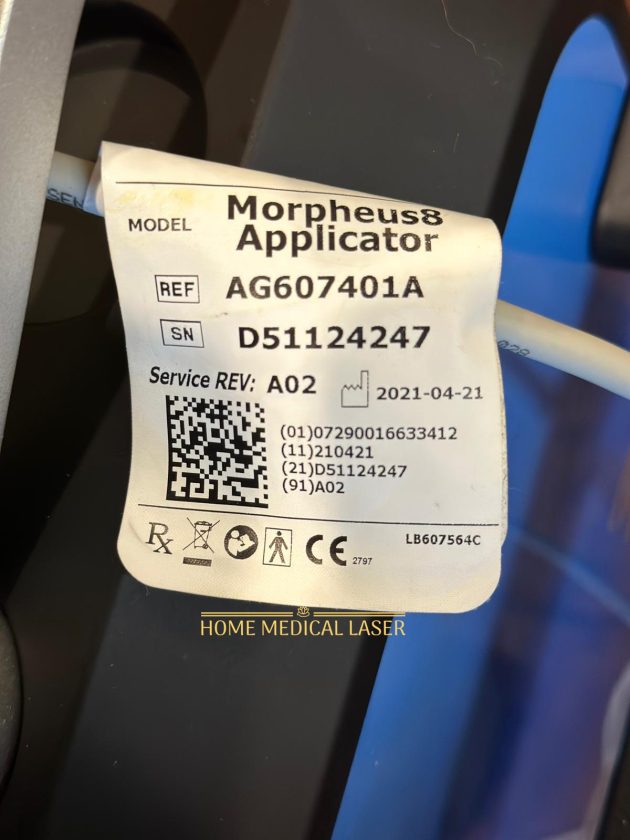 MODEL Morpheus8
Applicator
REF AG607401A
SN D51124247
Service REV: A02 2021-04-21
(01)07290016633412
(11)210421
(21)D51124247
(91)A02
Rx CE 2797 LB607564C
HOME MEDICAL LASER